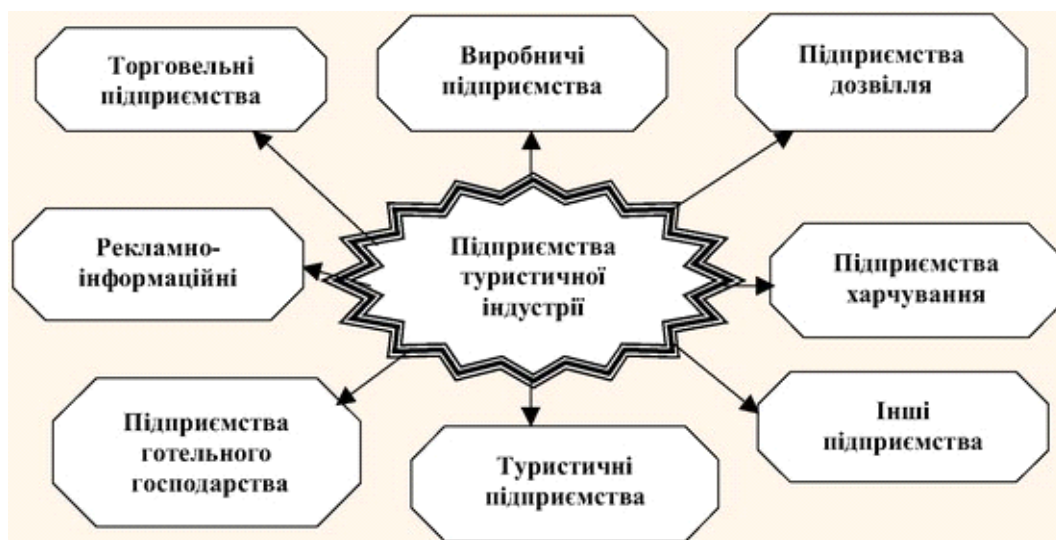 Торговельні
підприємства
Виробничі
підприємства
Підприємства
дозвілля
Рекламно-
інформаційні
Підприємства
туристичної
індустрії
Підприємства
харчування
Підприємства
готельного
господарства
Туристичні
підприємства
Інші
підприємства